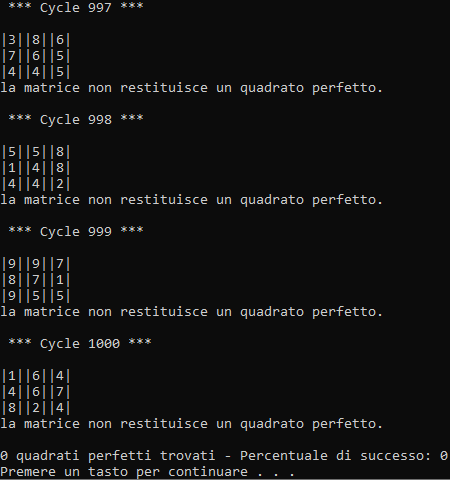 *** Cycle 997 ***
|3||8||6|
|7||6||5|
|4||4||5|
la matrice non restituisce un quadrato perfetto.
*** Cycle 998 ***
|5||5||8|
|1||4||8|
|4||4||2|
la matrice non restituisce un quadrato perfetto.
*** Cycle 999 ***
|9||9||7|
|8||7||1|
|9||5||5|
la matrice non restituisce un quadrato perfetto.
*** Cycle 1000 ***
|1||6||4|
|4||6||7|
|8||2||4|
la matrice non restituisce un quadrato perfetto.
0 quadrati perfetti trovati - Percentuale di successo: 0
Premere un tasto per continuare . . .